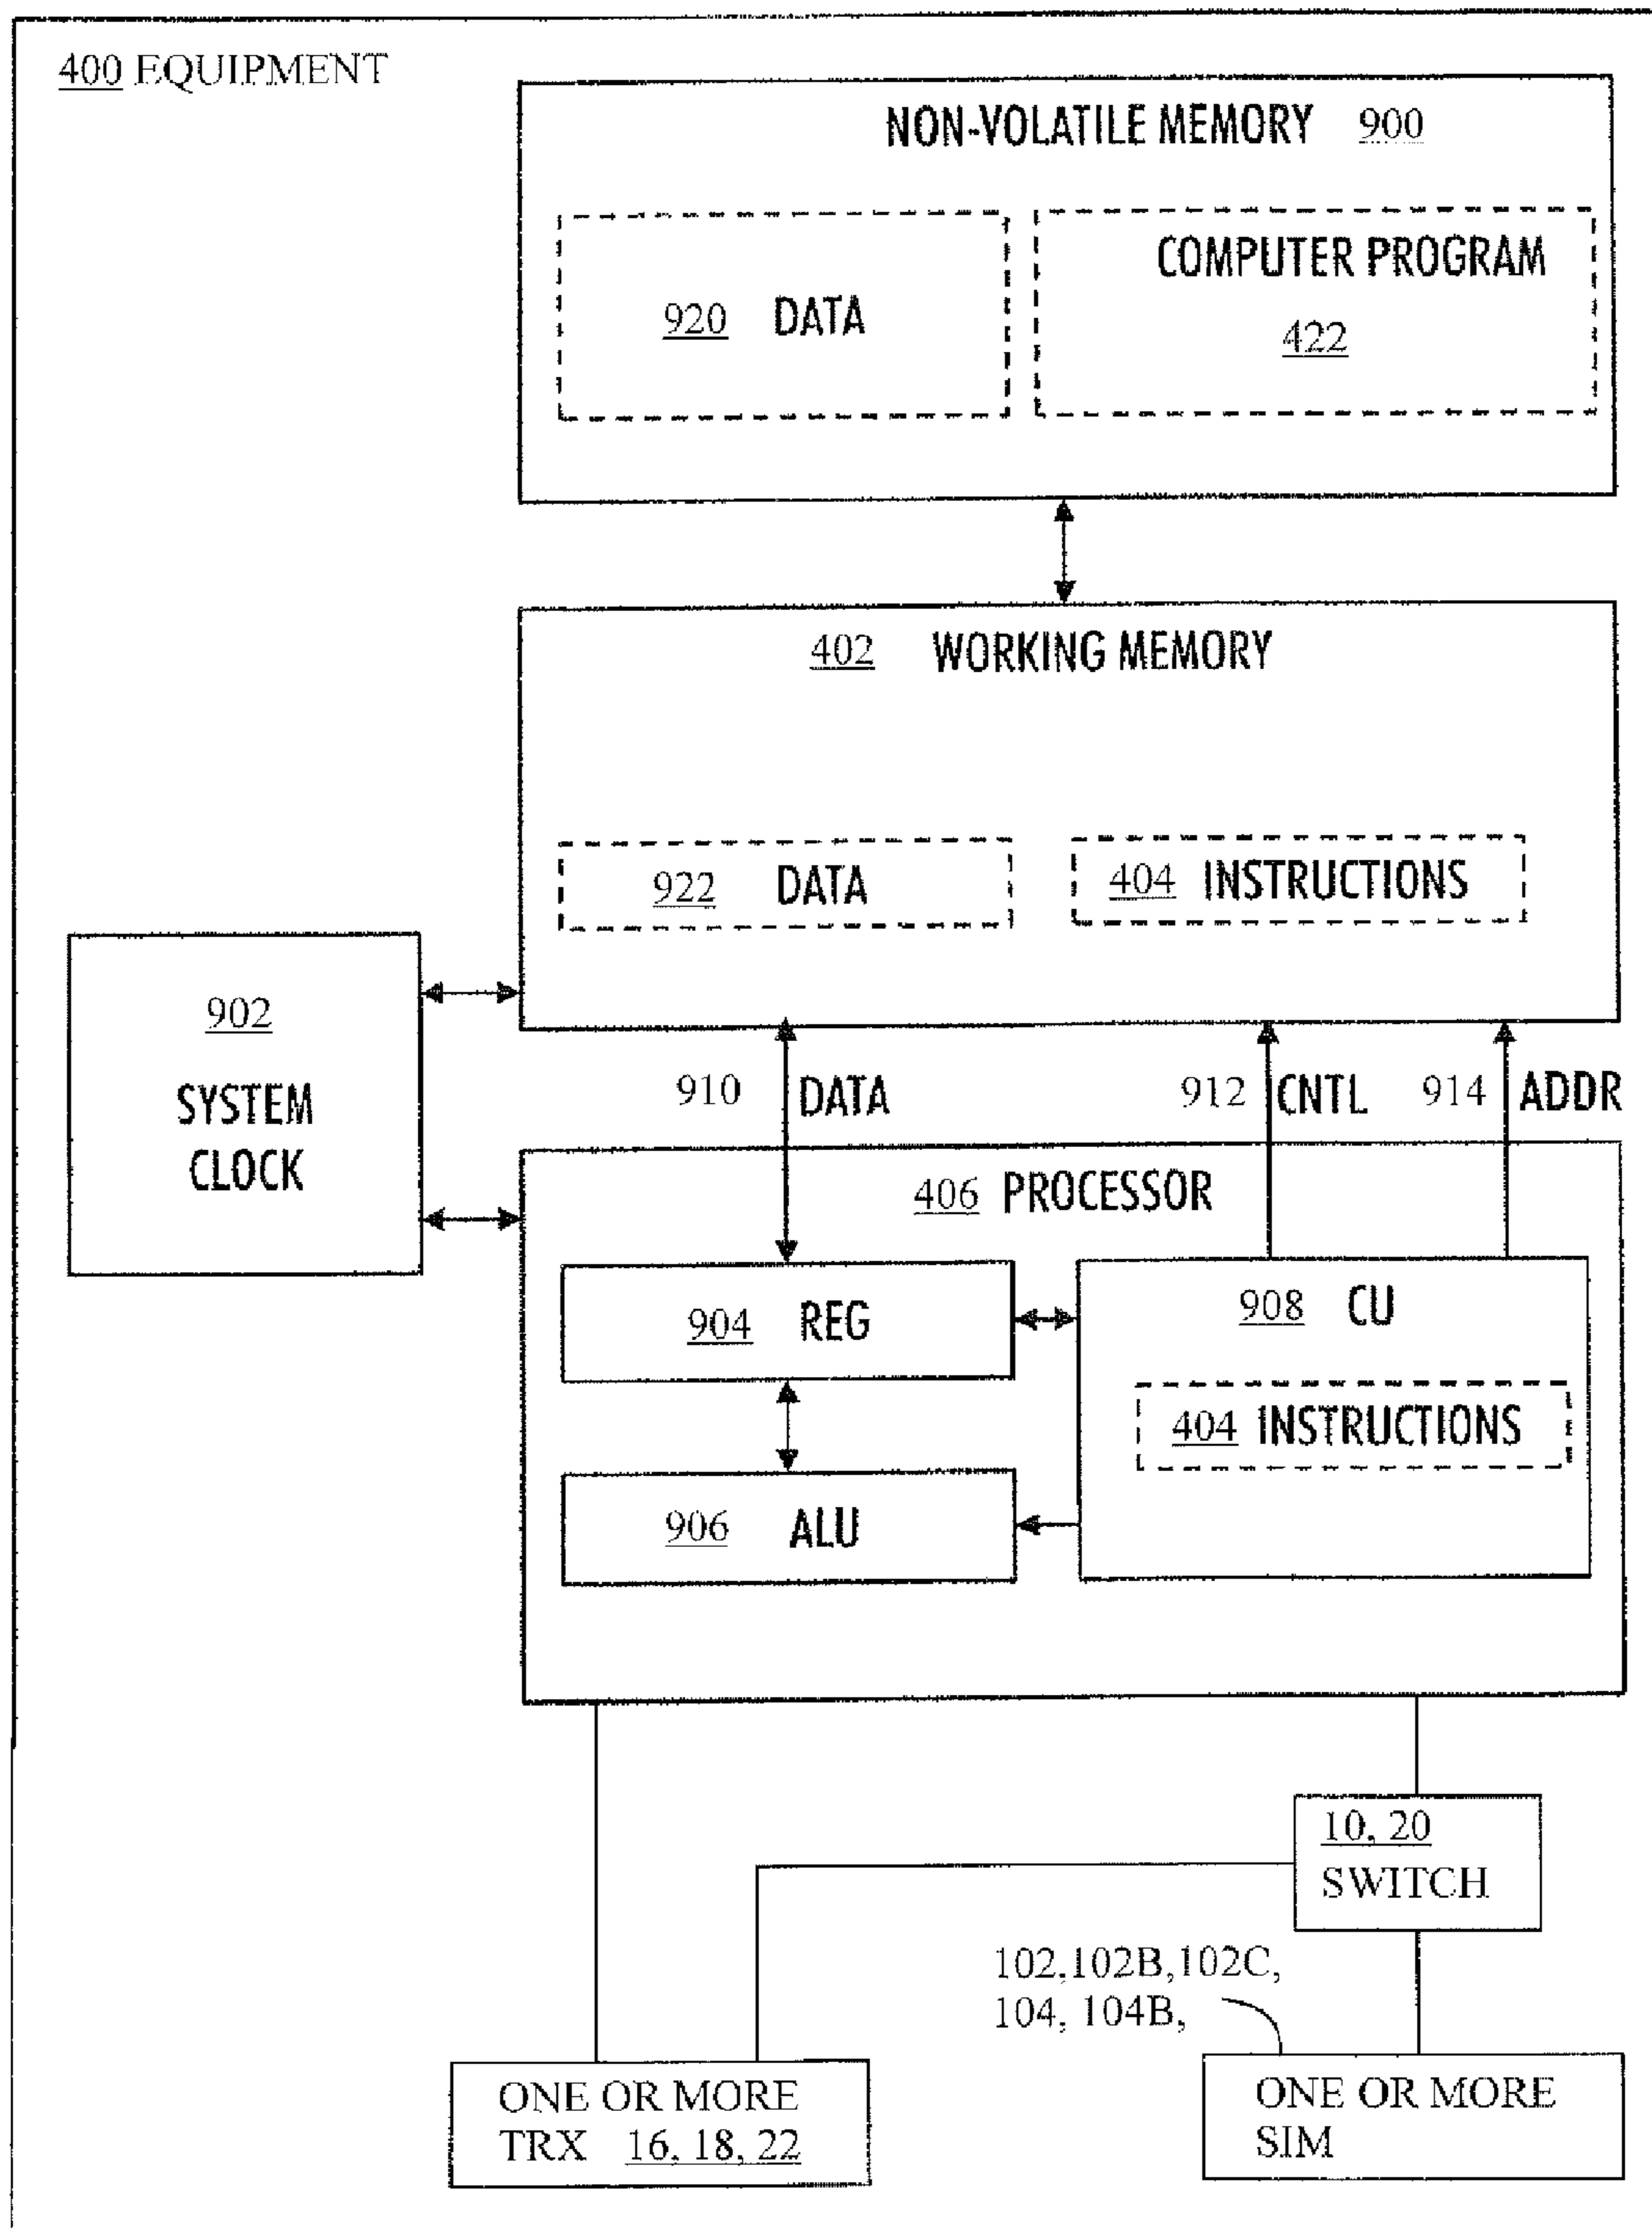 400 EQUIPMENT
NON-VOLATILE MEMORY 900
920 DATA
COMPUTER PROGRAM
422
402 WORKING MEMORY
922 DATA
404 INSTRUCTIONS
902
SYSTEM
CLOCK
910 DATA
912 CNTL
914 ADDR
406 PROCESSOR
904 REG
908 CU
404 INSTRUCTIONS
906 ALU
10, 20
SWITCH
102,102B,102C,
104, 104B,
ONE OR MORE
TRX 16, 18, 22
ONE OR MORE
SIM